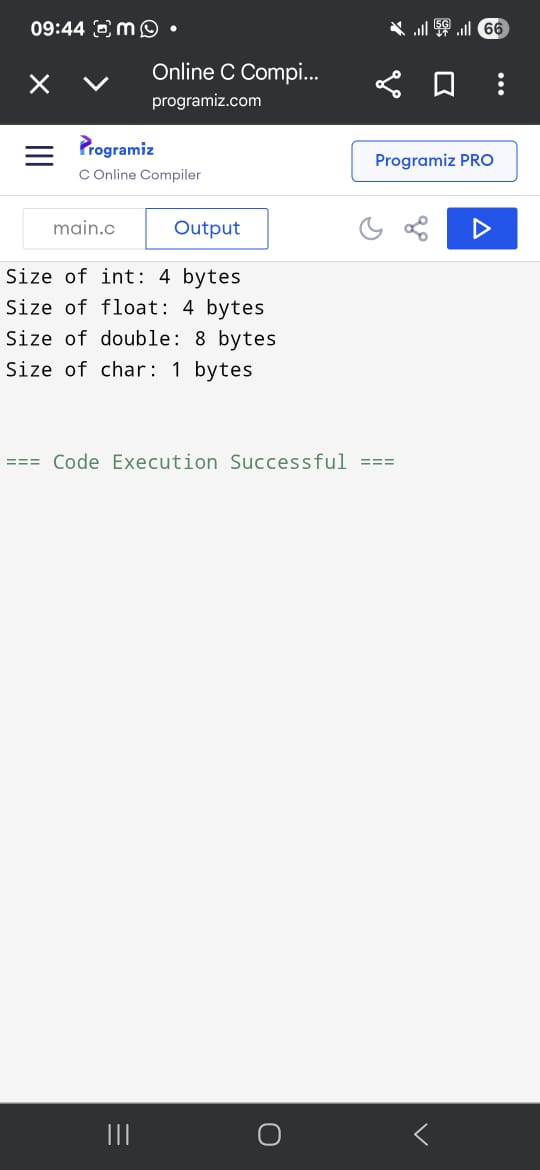 09:44
5G
66
Online C Compi...
programiz.com
Programiz
C Online Compiler
Programiz PRO
main.c
Output
Size of int: 4 bytes
Size of float: 4 bytes
Size of double: 8 bytes
Size of char: 1 bytes
=== Code Execution Successful ===